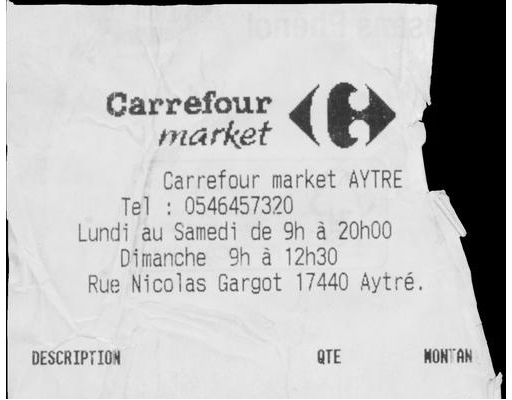 Carrefour
market
Carrefour market AYTRE
Tel : 0546457320
Lundi au Samedi de 9h à 20h00
Dimanche 9h à 12h30
Rue Nicolas Gargot 17440 Aytré.
DESCRIPTION QTE MONTAN